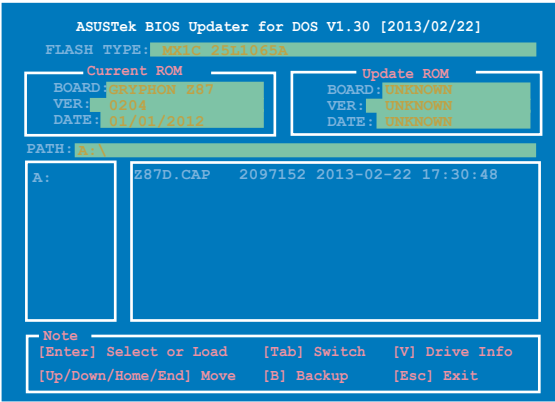 ASUSTek BIOS Updater for DOS V1.30 [2013/02/22]
FLASH TYPE: MX1C 25L1065A
Current ROM
BOARD: GRYPHON Z87
VER: 0204
DATE: 01/01/2012
Update ROM
BOARD: UNKNOWN
VER: UNKNOWN
DATE: UNKNOWN
PATH: A:\
A:
Z87D.CAP 2097152 2013-02-22 17:30:48
Note
[Enter] Select or Load [Tab] Switch [V] Drive Info
[Up/Down/Home/End] Move [B] Backup [Esc] Exit